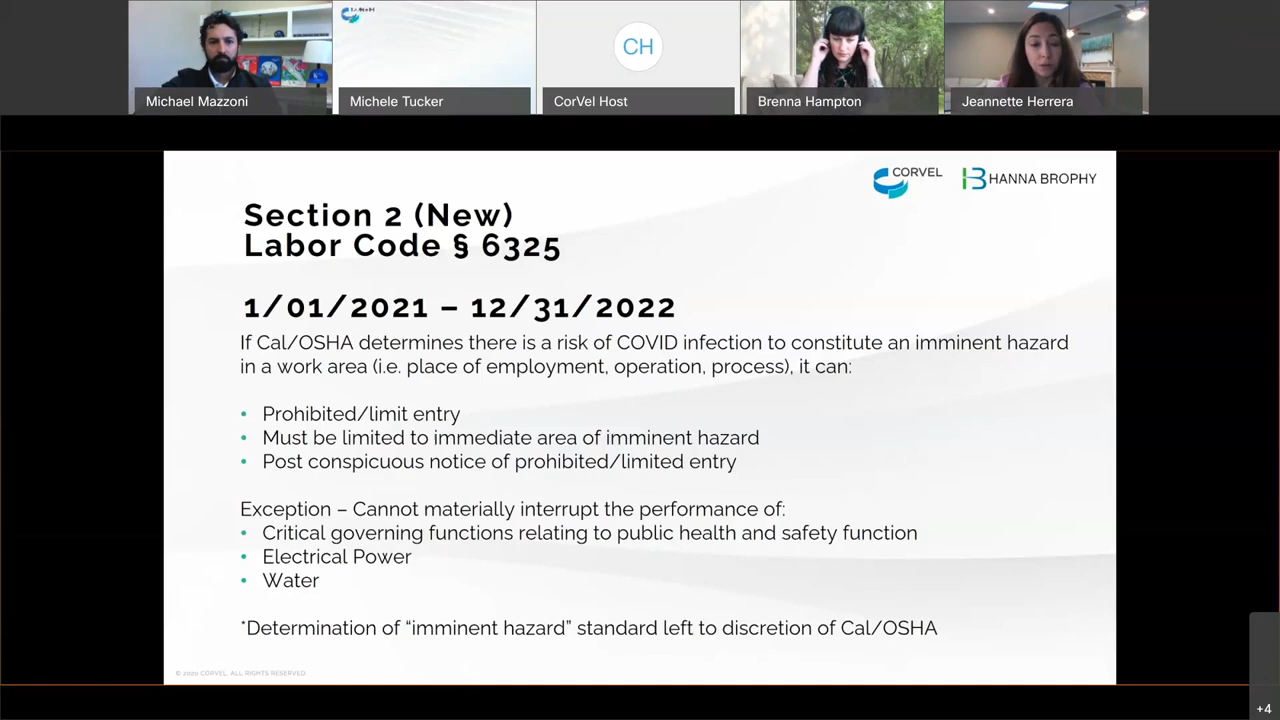 Michael Mazzoni
Michele Tucker
CH
CorVel Host
Brenna Hampton
Jeannette Herrera
CORVEL
HANNA BROPHY
Section 2 (New)
Labor Code § 6325
1/01/2021 – 12/31/2022
If Cal/OSHA determines there is a risk of COVID infection to constitute an imminent hazard
in a work area (i.e. place of employment, operation, process), it can:
• Prohibited/limit entry
• Must be limited to immediate area of imminent hazard
• Post conspicuous notice of prohibited/limited entry
Exception – Cannot materially interrupt the performance of:
• Critical governing functions relating to public health and safety function
• Electrical Power
• Water
*Determination of “imminent hazard” standard left to discretion of Cal/OSHA
© 2020 CORVEL. ALL RIGHTS RESERVED.
+4